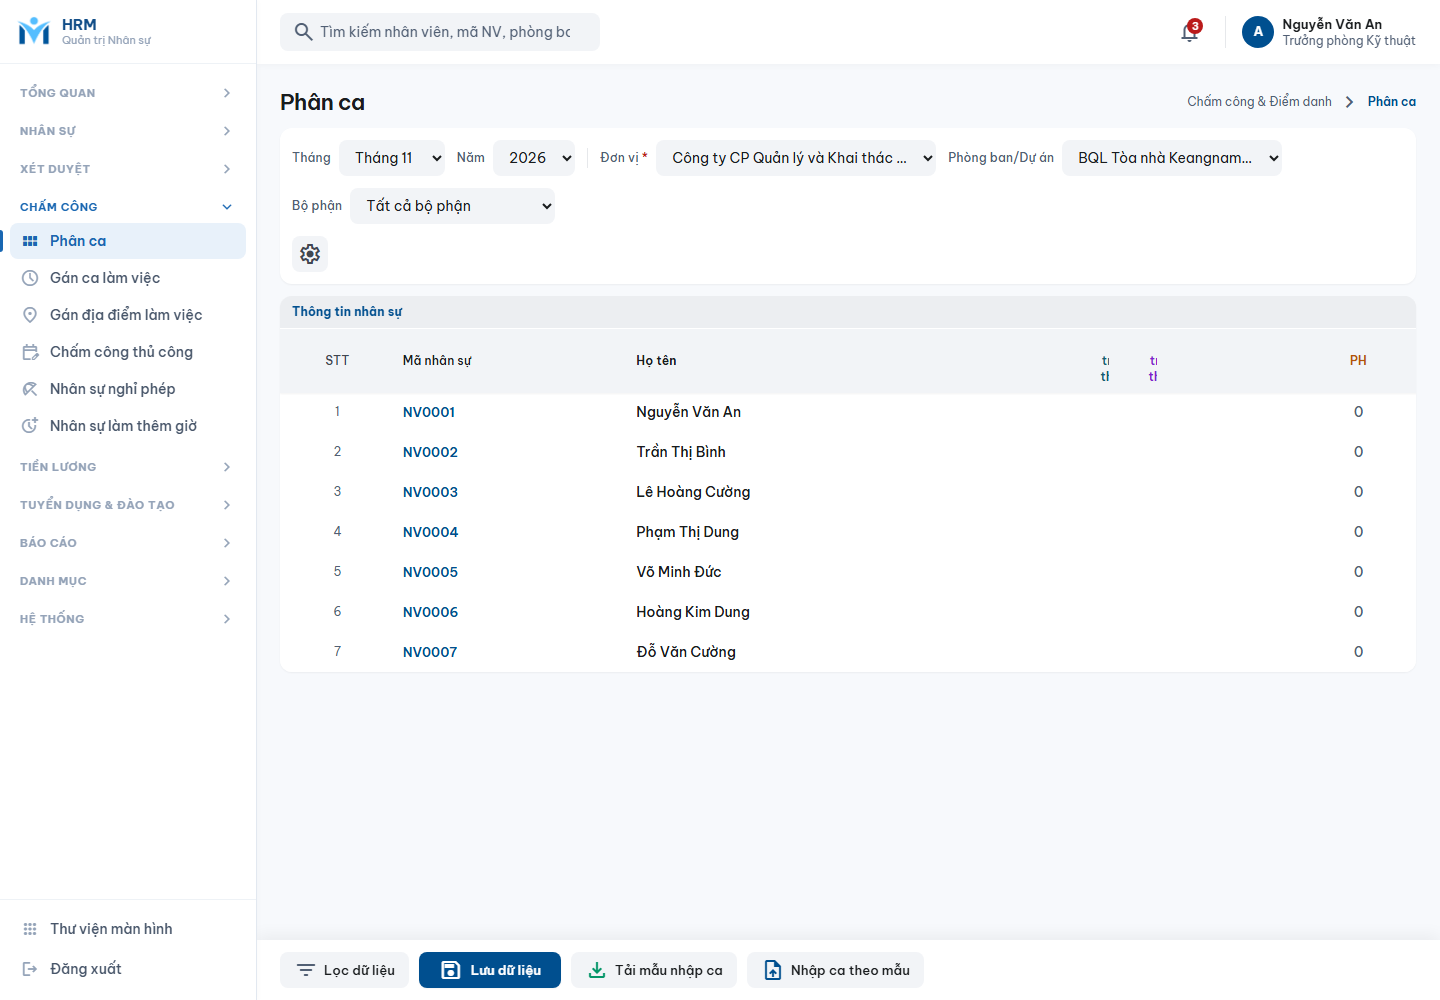 HRM
Quản trị Nhân sự
Tìm kiếm nhân viên, mã NV, phòng
3
A
Nguyễn Văn An
Trưởng phòng Kỹ thuật
TỔNG QUAN
NHÂN SỰ
XÉT DUYỆT
CHẤM CÔNG
Phân ca
Gán ca làm việc
Gán địa điểm làm việc
Chấm công thủ công
Nhân sự nghỉ phép
Nhân sự làm thêm giờ
TIỀN LƯƠNG
TUYỂN DỤNG & ĐÀO TẠO
BÁO CÁO
DANH MỤC
HỆ THỐNG
Thư viện màn hình
Đăng xuất
Phân ca
Chấm công & Điểm danh > Phân ca
Tháng Tháng 11 Năm 2026 Đơn vị * Công ty CP Quản lý và Khai thác ... Phòng ban/Dự án BQL Tòa nhà Keangnam...
Bộ phận Tất cả bộ phận
Thông tin nhân sự
STT Mã nhân sự Họ tên PH
1 NV0001 Nguyễn Văn An 0
2 NV0002 Trần Thị Bình 0
3 NV0003 Lê Hoàng Cường 0
4 NV0004 Phạm Thị Dung 0
5 NV0005 Võ Minh Đức 0
6 NV0006 Hoàng Kim Dung 0
7 NV0007 Đỗ Văn Cường 0
Lọc dữ liệu
Lưu dữ liệu
Tải mẫu nhập ca
Nhập ca theo mẫu